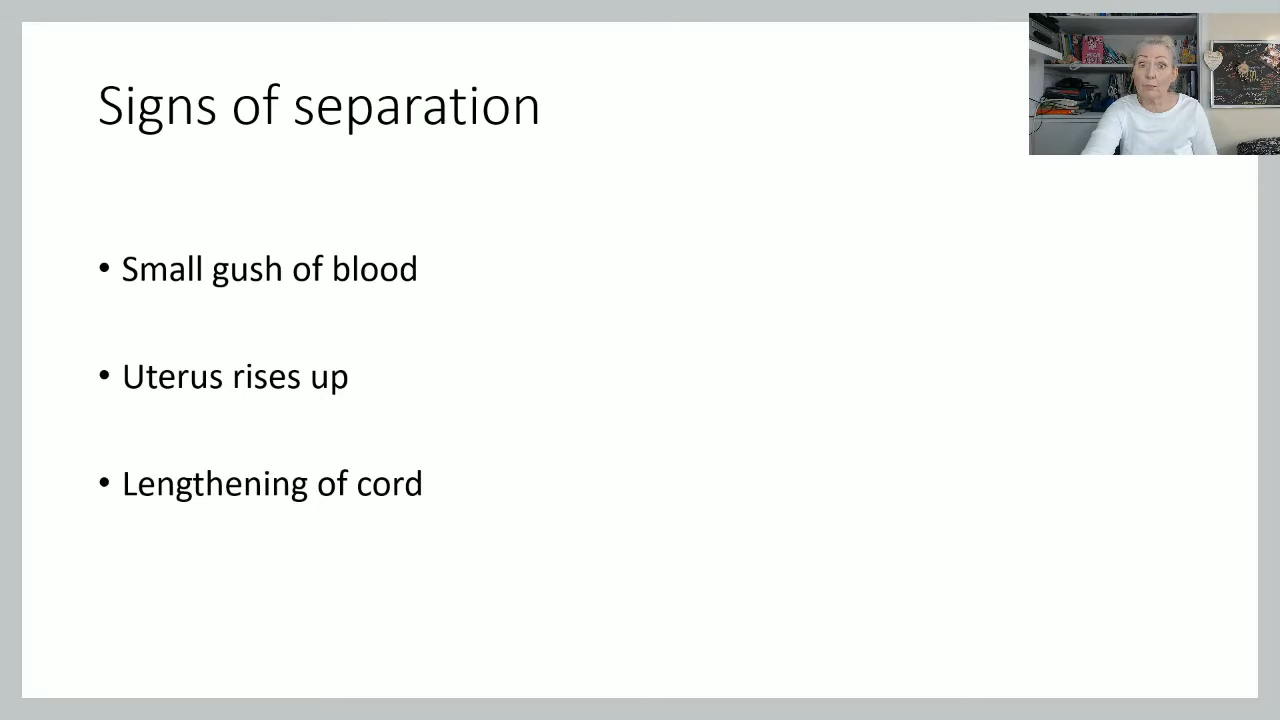 Signs of separation
• Small gush of blood
• Uterus rises up
• Lengthening of cord